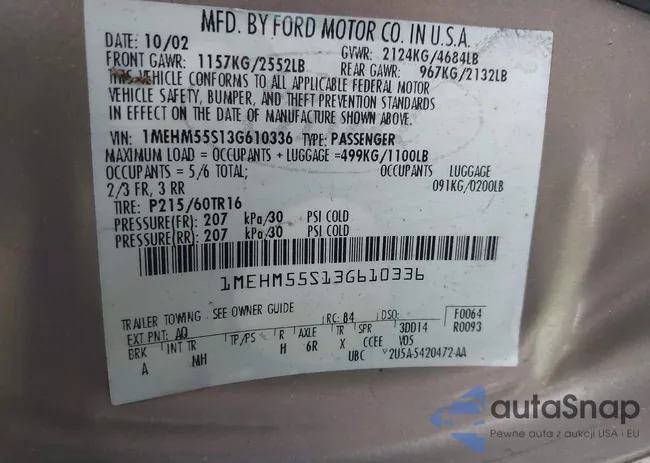 MFD. BY FORD MOTOR CO. IN U.S.A.
DATE: 10/02 GVWR: 2124KG/4684LB
FRONT GAWR: 1157KG/2552LB REAR GAWR: 967KG/2132LB
THIS VEHICLE CONFORMS TO ALL APPLICABLE FEDERAL MOTOR
VEHICLE SAFETY, BUMPER, AND THEFT PREVENTION STANDARDS
IN EFFECT ON THE DATE OF MANUFACTURE SHOWN ABOVE.
VIN: 1MEHM55S13G610336 TYPE: PASSENGER
MAXIMUM LOAD = OCCUPANTS + LUGGAGE =499KG/1100LB
OCCUPANTS = 5/6 TOTAL; OCCUPANTS LUGGAGE
2/3 FR, 3 RR 091KG/0200LB
TIRE: P215/60TR16
PRESSURE(FR): 207 kPa/30 PSI COLD
PRESSURE(RR): 207 kPa/30 PSI COLD
1MEHM55S13G610336
TRAILER TOWING - SEE OWNER GUIDE
EXT PNT: AQ RC: 84 DSO: F0064
BRK INT TR TP/PS R AXLE TR SPR 3DD14 R0093
A MH H 6R X CCEE V05
UBC 2U5A-5420472-AA
autaSnap
Pewne auta z aukcji USA i EU